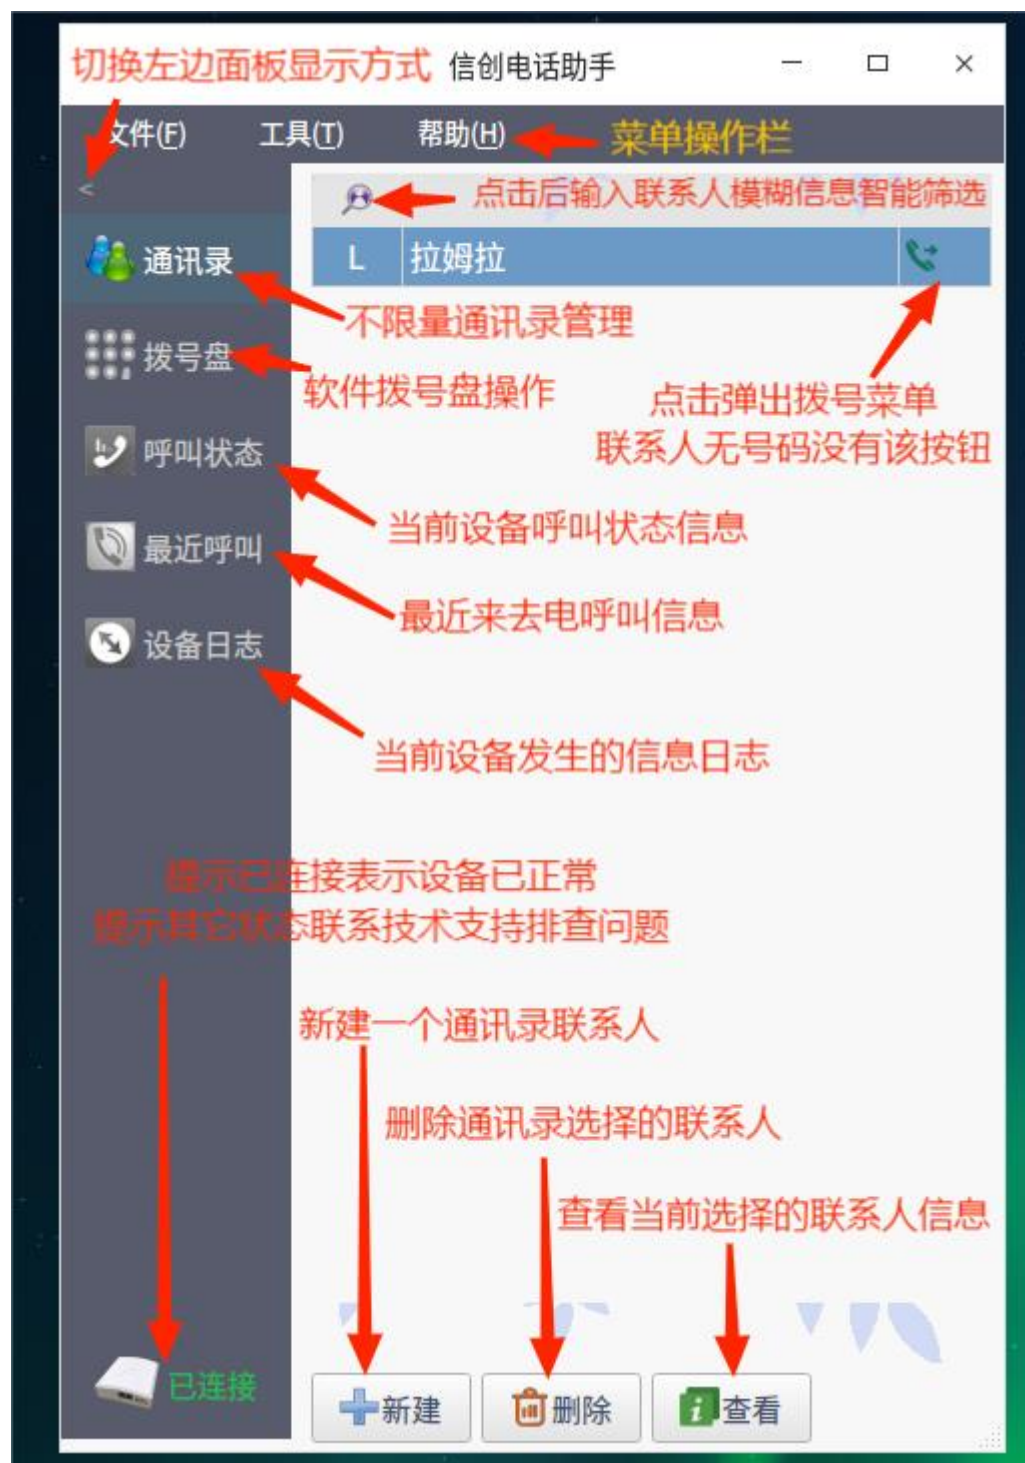 切换左边面板显示方式 信创电话助手
文件(F) 工具(T) 帮助(H) 菜单操作栏
<
点击后输入联系人模糊信息智能筛选
通讯录 L 拉姆拉
不限量通讯录管理
拨号盘
软件拨号盘操作
点击弹出拨号菜单
联系人无号码没有该按钮
呼叫状态
当前设备呼叫状态信息
最近呼叫
最近来去电呼叫信息
设备日志
当前设备发生的信息日志
提示已连接表示设备已正常
提示其它状态联系技术支持排查问题
新建一个通讯录联系人
删除通讯录选择的联系人
查看当前选择的联系人信息
已连接 新建 删除 查看